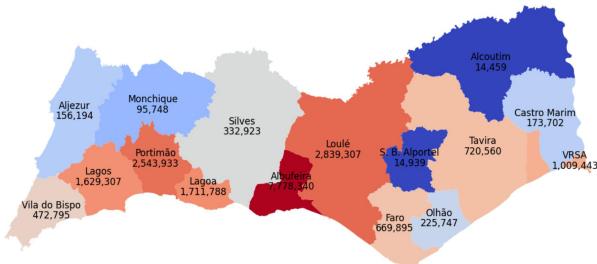 Alcoutim
14,459
Aljezur
156,194
Monchique
95,748
Silves
332,923
Castro Marim
173,702
Loulé
2,839,307
S. B. Alportel
14,939
Tavira
720,560
Portimão
2,543,933
Lagos
1,629,307
Lagoa
1,711,788
Albufeira
7,778,340
VRSA
1,009,443
Vila do Bispo
472,795
Faro
669,895
Olhão
225,747